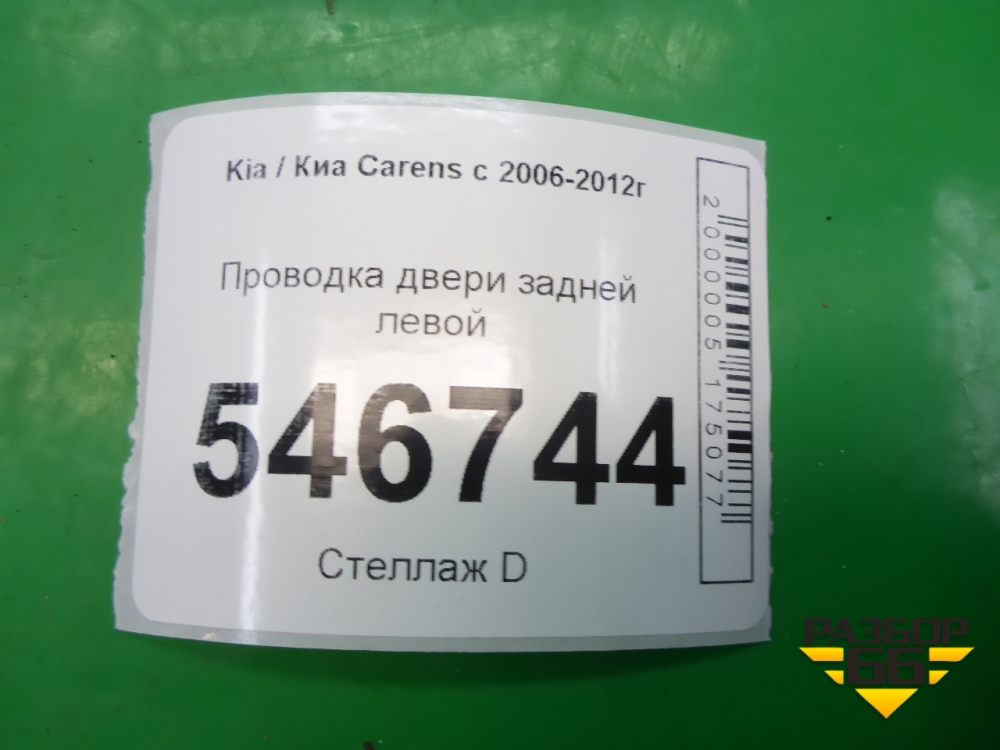 Kia / Киа Carens с 2006-2012г
Проводка двери задней
левой
546744
Стеллаж D
2000005175077
РАЗБОР
66